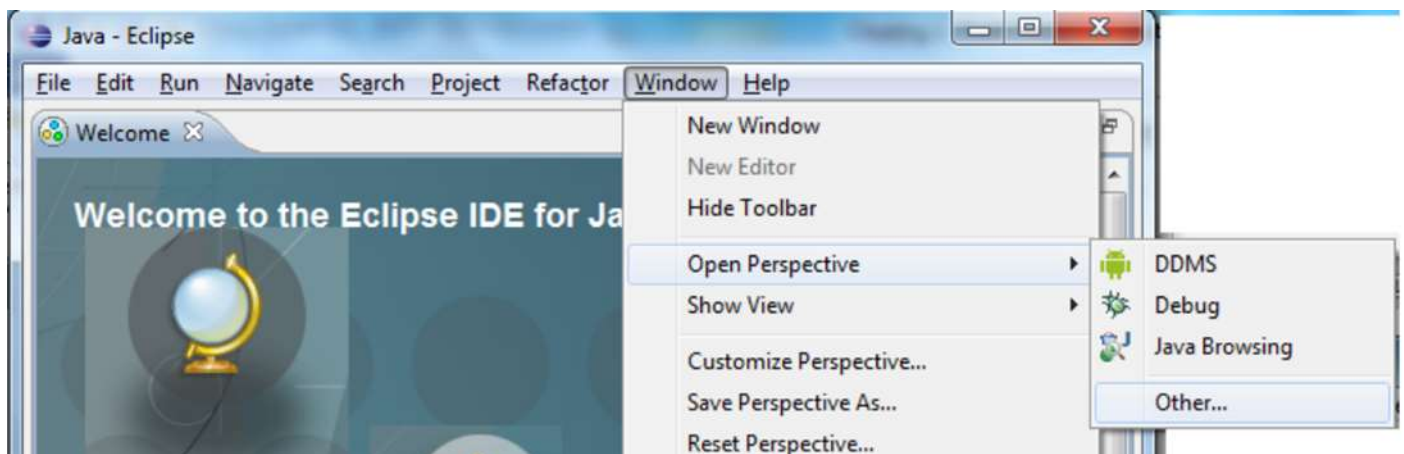 Java - Eclipse
File Edit Run Navigate Search Project Refactor Window Help
Welcome
New Window
New Editor
Welcome to the Eclipse IDE for Ja
Hide Toolbar
Open Perspective
DDMS
Show View
Debug
Java Browsing
Customize Perspective...
Save Perspective As...
Other...
Reset Perspective...